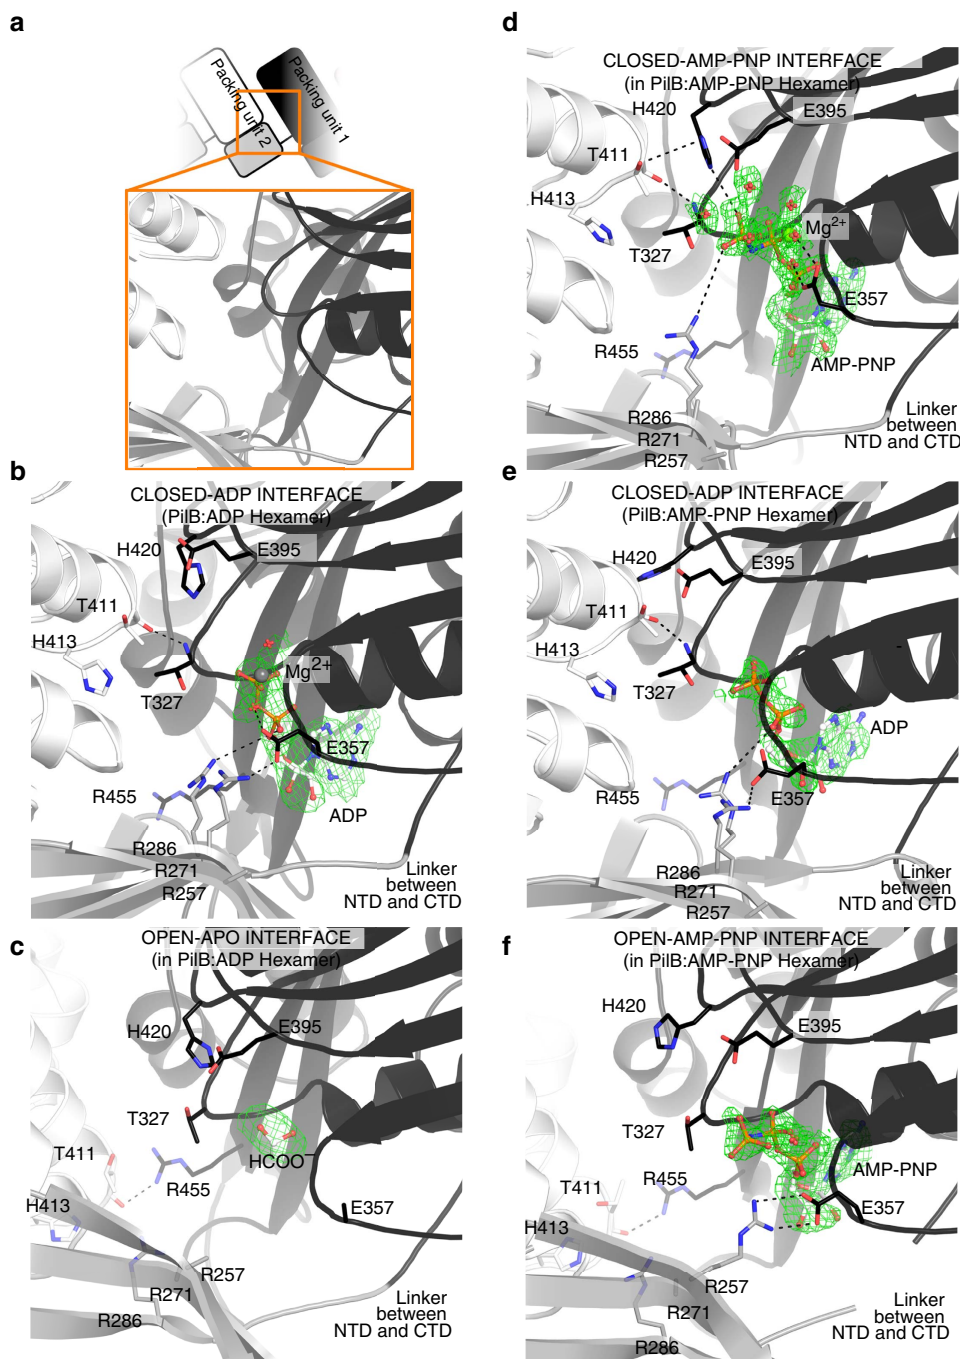 a
Packing unit 2
Packing unit 1
b
CLOSED-ADP INTERFACE
(PilB:ADP Hexamer)
H420
E395
T411
H413
Mg2+
T327
E357
R455
ADP
R286
R271
R257
Linker
between
NTD and CTD
c
OPEN-APO INTERFACE
(in PilB:ADP Hexamer)
H420
E395
T327
T411
HCOO−
R455
H413
E357
R257
R271
R286
Linker
between
NTD and CTD
d
CLOSED-AMP-PNP INTERFACE
(in PilB:AMP-PNP Hexamer)
H420
E395
T411
H413
Mg2+
T327
E357
R455
AMP-PNP
R286
R271
R257
Linker
between
NTD and CTD
e
CLOSED-ADP INTERFACE
(PilB:AMP-PNP Hexamer)
H420
E395
T411
H413
T327
ADP
R455
E357
R286
R271
R257
Linker
between
NTD and CTD
f
OPEN-AMP-PNP INTERFACE
(in PilB:AMP-PNP Hexamer)
H420
E395
T327
AMP-PNP
R455
T411
E357
H413
R257
R271
R286
Linker
between
NTD and CTD